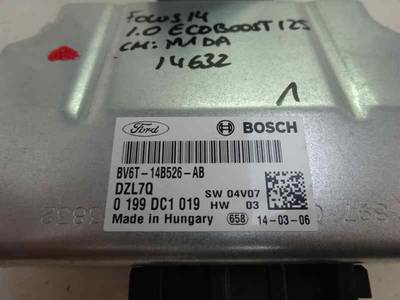 FOCUS 14
1.0 ECOBOOST 125
CM: M1DA
14632
1
Ford
BOSCH
BV6T-14B526-AB
DZL7Q
SW 04V07
0 199 DC1 019
HW 03
Made in Hungary
658
14-03-06